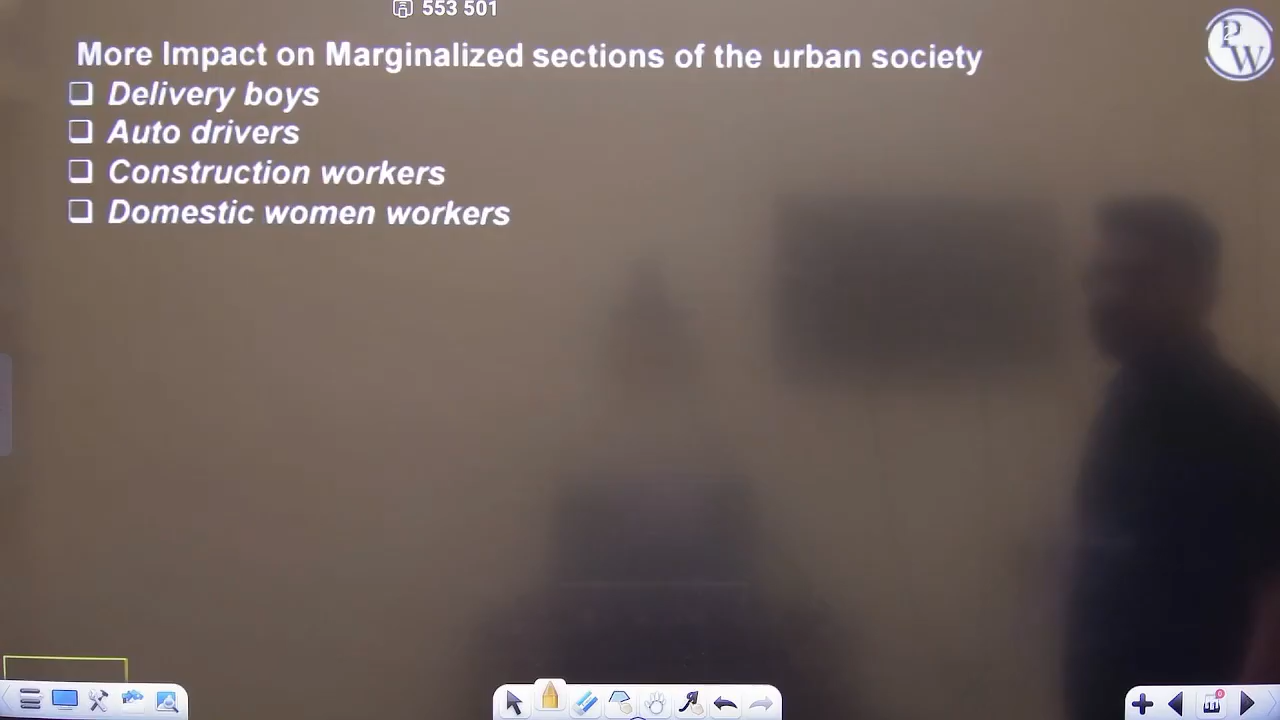 553 501
More Impact on Marginalized sections of the urban society
❑ Delivery boys
❑ Auto drivers
❑ Construction workers
❑ Domestic women workers
PW